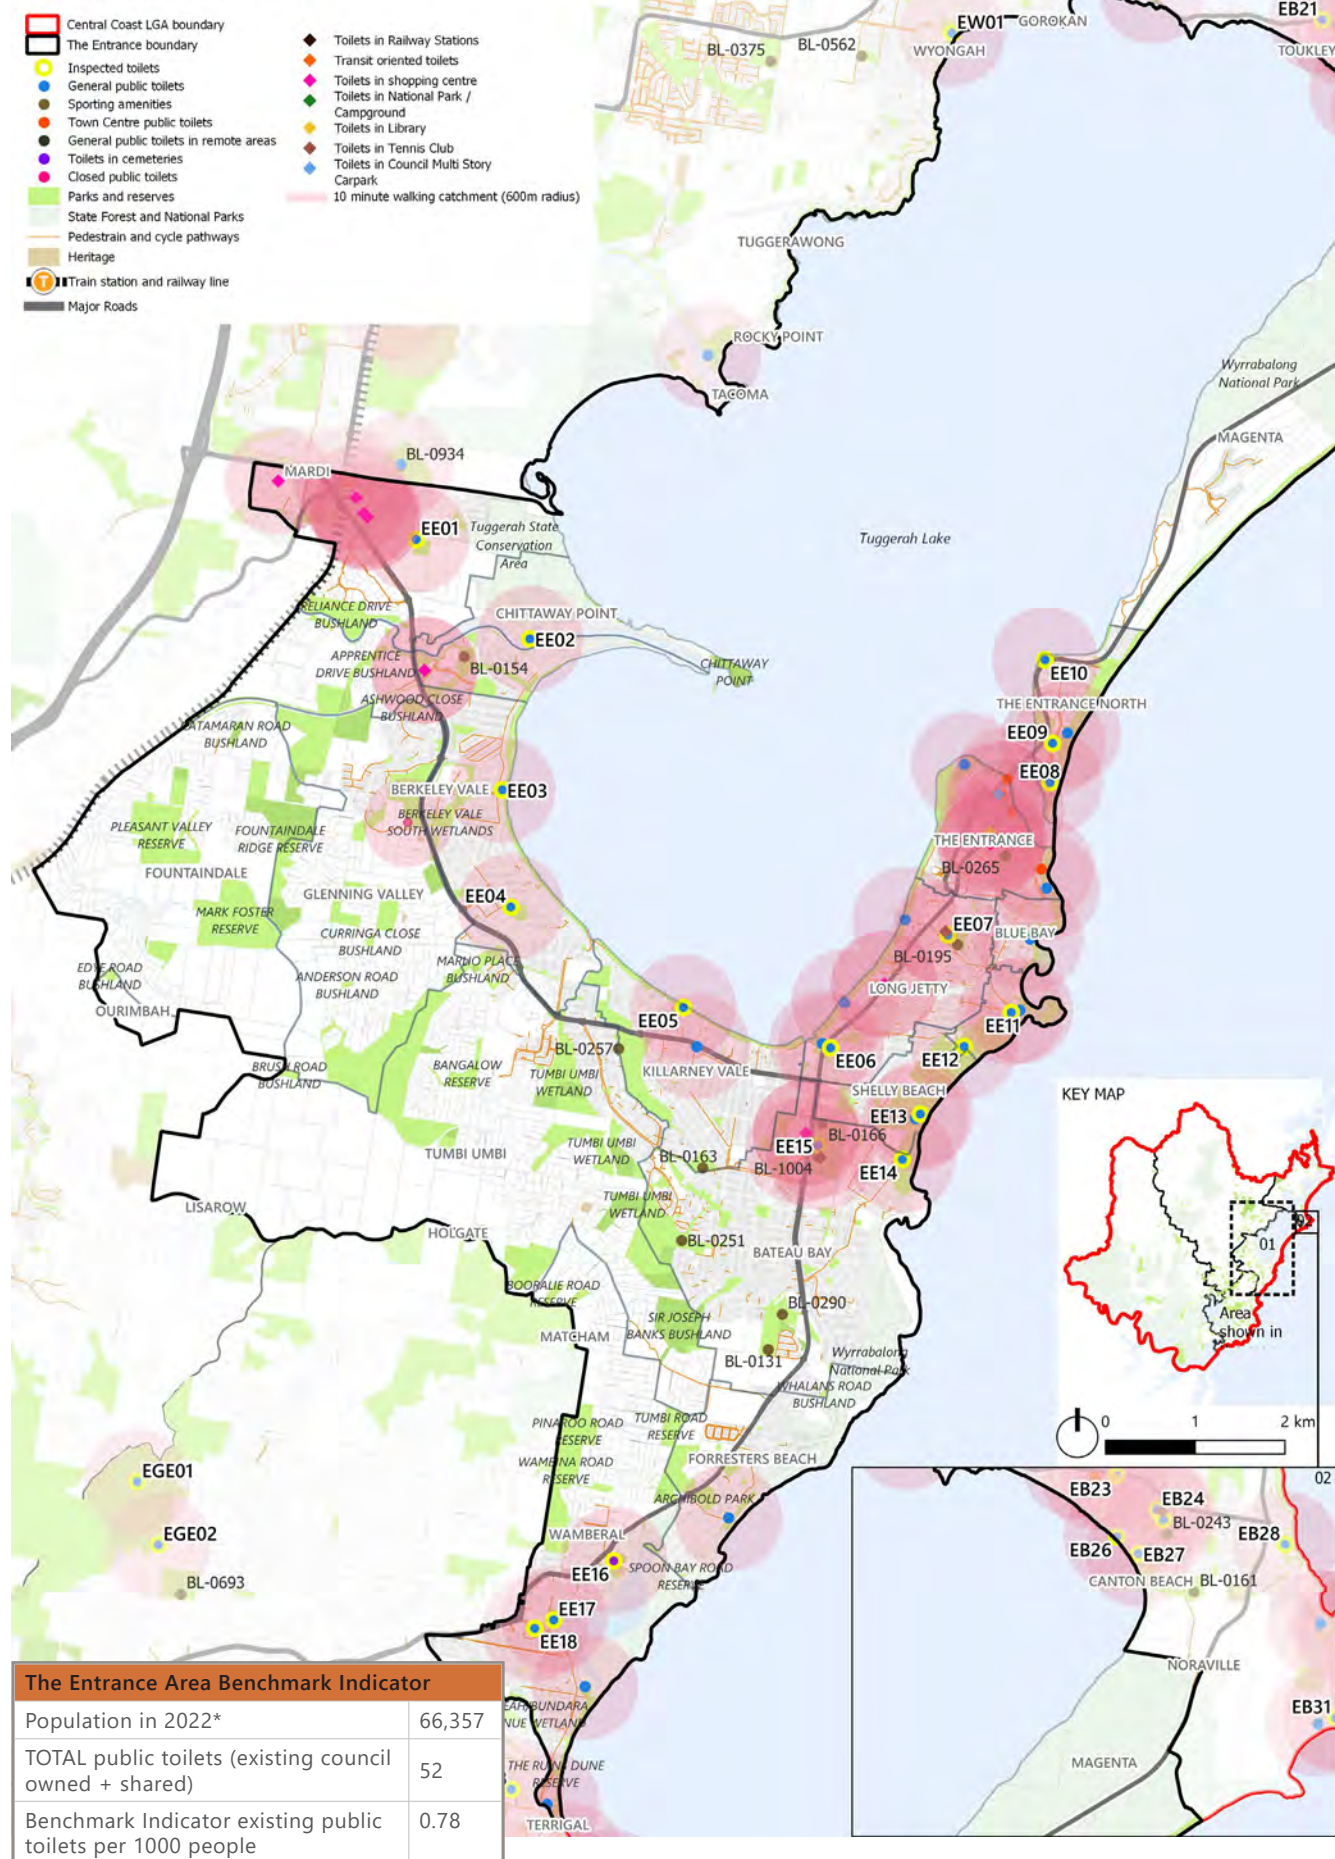 Central Coast LGA boundary
The Entrance boundary
Inspected toilets
General public toilets
Sporting amenities
Town Centre public toilets
General public toilets in remote areas
Toilets in cemeteries
Closed public toilets
Parks and reserves
State Forest and National Parks
Pedestrain and cycle pathways
Heritage
T
Train station and railway line
Major Roads
Toilets in Railway Stations
Transit oriented toilets
Toilets in shopping centre
Toilets in National Park /
Campground
Toilets in Library
Toilets in Tennis Club
Toilets in Council Multi Story
Carpark
10 minute walking catchment (600m radius)
EW01
GOROKAN
EB21
WYONGAH
TOUKLEY
BL-0375
BL-0562
TUGGERAWONG
ROCKY POINT
TACOMA
Wyrrabalong
National Park
MAGENTA
BL-0934
MARDI
EE01
Tuggerah State
Conservation
Area
Tuggerah Lake
RELIANCE DRIVE
BUSHLAND
CHITTAWAY POINT
EE02
APPRENTICE
DRIVE BUSHLAND
BL-0154
CHITTAWAY
POINT
ASHWOOD CLOSE
BUSHLAND
EE10
THE ENTRANCE NORTH
CATAMARAN ROAD
BUSHLAND
EE09
EE08
BERKELEY VALE
EE03
BERKELEY VALE
SOUTH WETLANDS
PLEASANT VALLEY
RESERVE
FOUNTAINDALE
RIDGE RESERVE
THE ENTRANCE
BL-0265
FOUNTAINDALE
GLENNING VALLEY
EE04
MARK FOSTER
RESERVE
EE07
BLUE BAY
CURRINGA CLOSE
BUSHLAND
BL-0195
MARLIO PLACE
BUSHLAND
EDYE ROAD
BUSHLAND
ANDERSON ROAD
BUSHLAND
LONG JETTY
OURIMBAH
EE05
EE11
EE06
EE12
BL-0257
BRUSH ROAD
BUSHLAND
BANGALOW
RESERVE
TUMBI UMBI
WETLAND
KILLARNEY VALE
SHELLY BEACH
EE13
KEY MAP
BL-0166
EE15
TUMBI UMBI
TUMBI UMBI
WETLAND
BL-0163
BL-1004
EE14
TUMBI UMBI
WETLAND
LISAROW
HOLGATE
BL-0251
BATEAU BAY
01
02
BOORALIE ROAD
RESERVE
BL-0290
Area
shown in
SIR JOSEPH
BANKS BUSHLAND
MATCHAM
BL-0131
Wyrrabalong
National Park
WHALANS ROAD
BUSHLAND
PINAROO ROAD
RESERVE
TUMBI ROAD
RESERVE
0 1 2 km
WAMBINA ROAD
RESERVE
FORRESTERS BEACH
EGE01
ARCHIBOLD PARK
02
EB23
EB24
BL-0243
EB28
EB26
EB27
EGE02
WAMBERAL
EE16
SPOON BAY ROAD
RESERVE
CANTON BEACH
BL-0161
BL-0693
EE17
EE18
NORAVILLE
EB31
MAGENTA
The Entrance Area Benchmark Indicator
Population in 2022* 66,357
TOTAL public toilets (existing council
owned + shared) 52
Benchmark Indicator existing public
toilets per 1000 people 0.78
THE RUINS DUNE
RESERVE
TERRIGAL